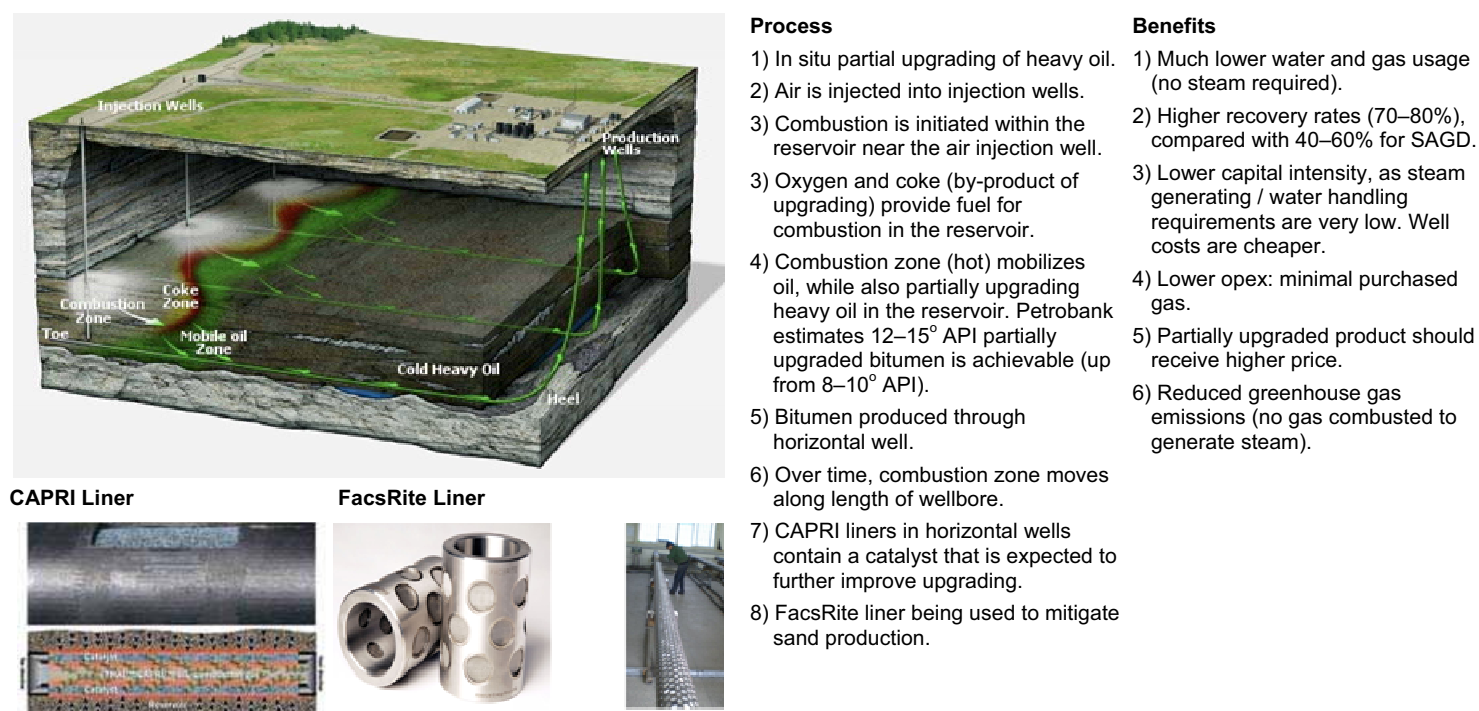 Injection Wells
Production
Wells
Coke
Zone
Combustion
Zone
Toe
Mobile oil
Zone
Cold Heavy Oil
Heel
CAPRI Liner
FacsRite Liner
Catalyst
Catalyst
Reservoir
Process
1) In situ partial upgrading of heavy oil.
2) Air is injected into injection wells.
3) Combustion is initiated within the
reservoir near the air injection well.
3) Oxygen and coke (by-product of
upgrading) provide fuel for
combustion in the reservoir.
4) Combustion zone (hot) mobilizes
oil, while also partially upgrading
heavy oil in the reservoir. Petrobank
estimates 12–15° API partially
upgraded bitumen is achievable (up
from 8–10° API).
5) Bitumen produced through
horizontal well.
6) Over time, combustion zone moves
along length of wellbore.
7) CAPRI liners in horizontal wells
contain a catalyst that is expected to
further improve upgrading.
8) FacsRite liner being used to mitigate
sand production.
Benefits
1) Much lower water and gas usage
(no steam required).
2) Higher recovery rates (70–80%),
compared with 40–60% for SAGD.
3) Lower capital intensity, as steam
generating / water handling
requirements are very low. Well
costs are cheaper.
4) Lower opex: minimal purchased
gas.
5) Partially upgraded product should
receive higher price.
6) Reduced greenhouse gas
emissions (no gas combusted to
generate steam).